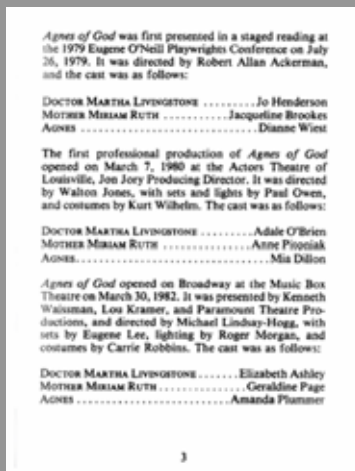 Agnes of God was first presented in a staged reading at
the 1979 Eugene O'Neill Playwrights Conference on July
26, 1979. It was directed by Robert Allan Ackerman,
and the cast was as follows:
DOCTOR MARTHA LIVINGSTONE ..........Jo Henderson
MOTHER MIRIAM RUTH ...........Jacqueline Brookes
AGNES .............................Dianne Wiest
The first professional production of Agnes of God
opened on March 7, 1980 at the Actors Theatre of
Louisville, Jon Jory Producing Director. It was directed
by Walton Jones, with sets and lights by Paul Owen,
and costumes by Kurt Wilhelm. The cast was as follows:
DOCTOR MARTHA LIVINGSTONE ..........Adale O'Brien
MOTHER MIRIAM RUTH ................Anne Pitoniak
AGNES................................Mia Dillon
Agnes of God opened on Broadway at the Music Box
Theatre on March 30, 1982. It was presented by Kenneth
Waissman, Lou Kramer, and Paramount Theatre Pro-
ductions, and directed by Michael Lindsay-Hogg, with
sets by Eugene Lee, lighting by Roger Morgan, and
costumes by Carrie Robbins. The cast was as follows:
DOCTOR MARTHA LIVINGSTONE .......Elizabeth Ashley
MOTHER MIRIAM RUTH ...............Geraldine Page
AGNES ..........................Amanda Plummer
3